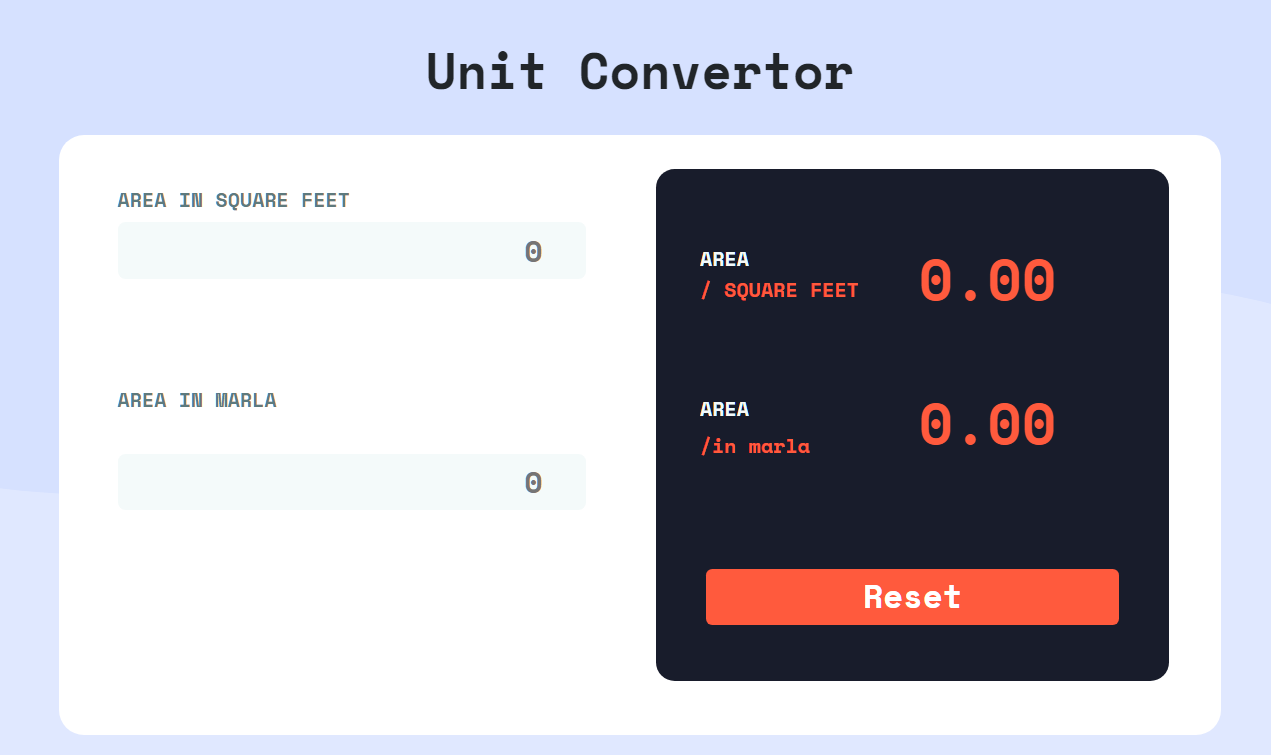 Unit Convertor
AREA IN SQUARE FEET
0
AREA IN MARLA
0
AREA
/ SQUARE FEET
0.00
AREA
/in marla
0.00
Reset